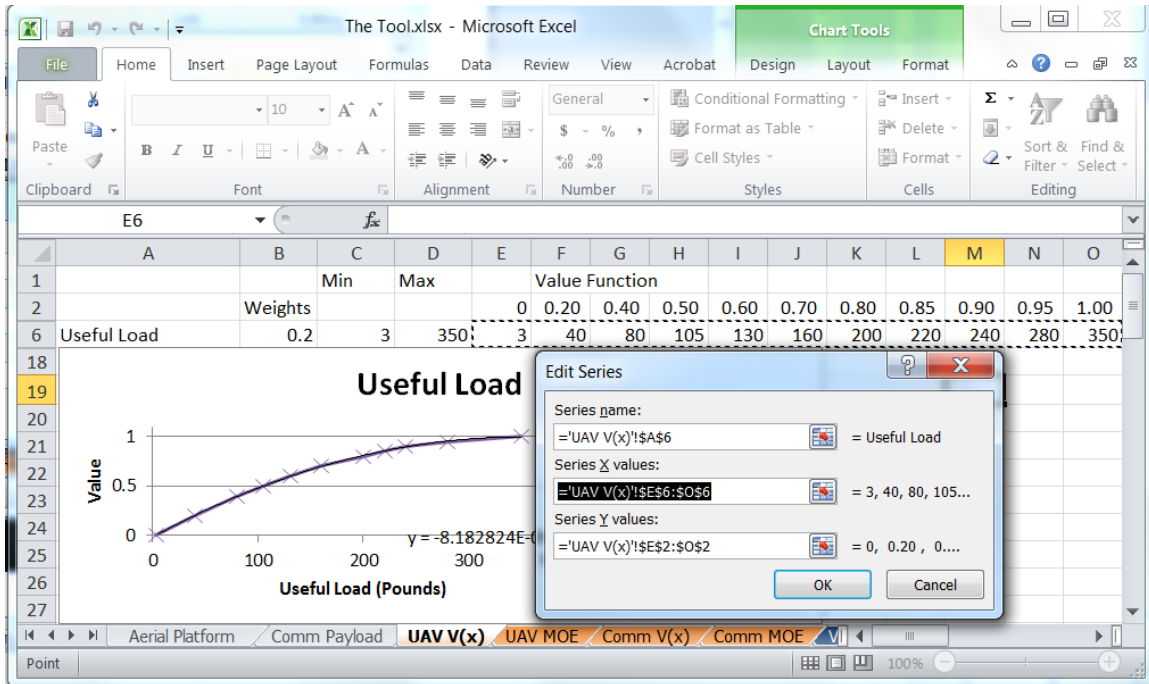 The Tool.xlsx - Microsoft Excel Chart Tools
File Home Insert Page Layout Formulas Data Review View Acrobat Design Layout Format
10 A A General Conditional Formatting Insert Σ
Paste B I U A $ % , Format as Table Delete Sort & Find &
Cell Styles Format Filter Select
Clipboard Font Alignment Number Styles Cells Editing
E6 fx
A B C D E F G H I J K L M N O
1 Min Max Value Function
2 Weights 0 0.20 0.40 0.50 0.60 0.70 0.80 0.85 0.90 0.95 1.00
6 Useful Load 0.2 3 350 3 40 80 105 130 160 200 220 240 280 350
18
19
20
21
22
23
24
25
26
27
Useful Load
1
0.5
0
Value
y = -8.182824E-
0 100 200 300
Useful Load (Pounds)
Edit Series
Series name:
='UAV V(x)'!$A$6 = Useful Load
Series X values:
='UAV V(x)'!$E$6:$O$6 = 3, 40, 80, 105...
Series Y values:
='UAV V(x)'!$E$2:$O$2 = 0, 0.20 , 0....
OK Cancel
Aerial Platform Comm Payload UAV V(x) UAV MOE Comm V(x) Comm MOE
Point 100%